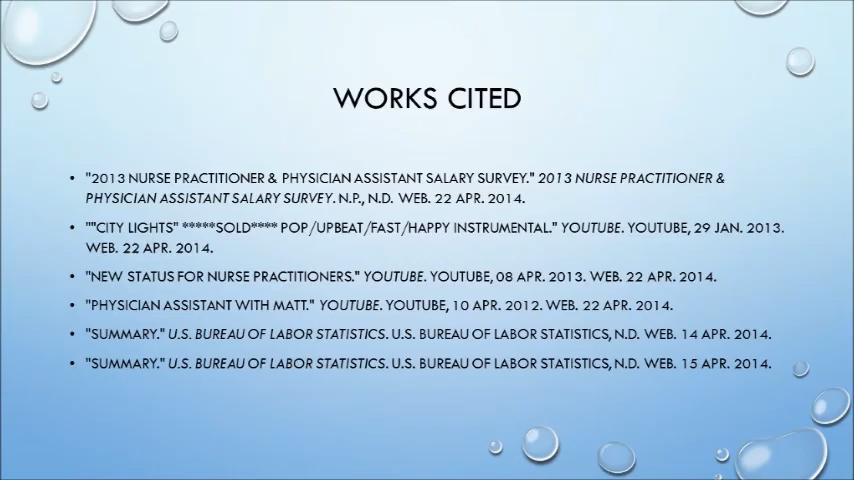 WORKS CITED
• "2013 NURSE PRACTITIONER & PHYSICIAN ASSISTANT SALARY SURVEY." 2013 NURSE PRACTITIONER &
PHYSICIAN ASSISTANT SALARY SURVEY. N.P., N.D. WEB. 22 APR. 2014.
• ""CITY LIGHTS" *****SOLD**** POP/UPBEAT/FAST/HAPPY INSTRUMENTAL." YOUTUBE. YOUTUBE, 29 JAN. 2013.
WEB. 22 APR. 2014.
• "NEW STATUS FOR NURSE PRACTITIONERS." YOUTUBE. YOUTUBE, 08 APR. 2013. WEB. 22 APR. 2014.
• "PHYSICIAN ASSISTANT WITH MATT." YOUTUBE. YOUTUBE, 10 APR. 2012. WEB. 22 APR. 2014.
• "SUMMARY." U.S. BUREAU OF LABOR STATISTICS. U.S. BUREAU OF LABOR STATISTICS, N.D. WEB. 14 APR. 2014.
• "SUMMARY." U.S. BUREAU OF LABOR STATISTICS. U.S. BUREAU OF LABOR STATISTICS, N.D. WEB. 15 APR. 2014.